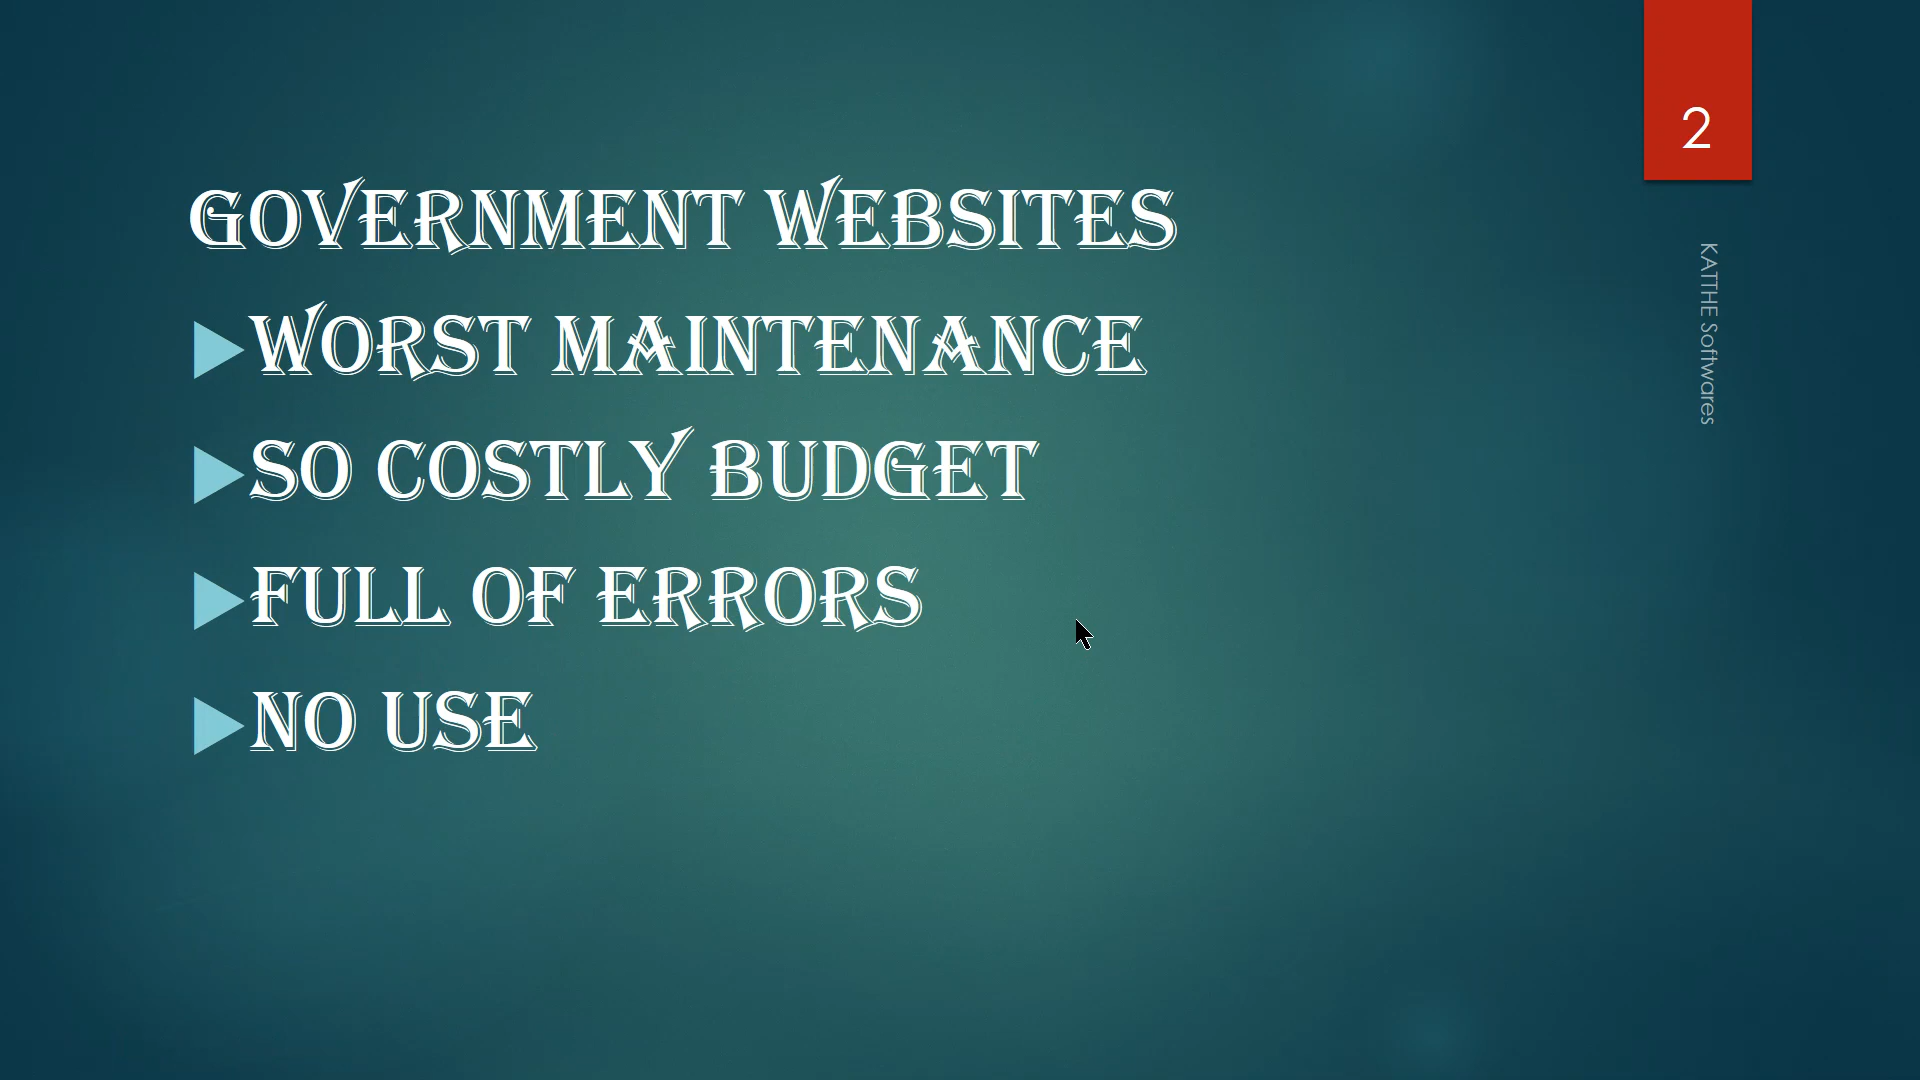 GOVERNMENT WEBSITES
WORST MAINTENANCE
SO COSTLY BUDGET
FULL OF ERRORS
NO USE
2
KATTHE Softwares